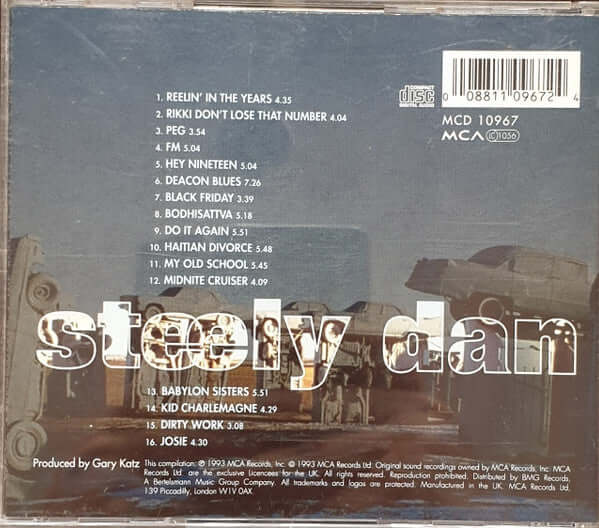 1. REELIN' IN THE YEARS 4.35
2. RIKKI DON'T LOSE THAT NUMBER 4.04
3. PEG 3.54
4. FM 5.04
5. HEY NINETEEN 5.04
6. DEACON BLUES 7.26
7. BLACK FRIDAY 3.39
8. BODHISATTVA 5.18
9. DO IT AGAIN 5.51
10. HAITIAN DIVORCE 5.48
11. MY OLD SCHOOL 5.45
12. MIDNITE CRUISER 4.09
COMPACT
disc
DIGITAL AUDIO
0 08811 09672 4
MCD 10967
MCA C 1056
steely dan
13. BABYLON SISTERS 5.51
14. KID CHARLEMAGNE 4.29
15. DIRTY WORK 3.08
16. JOSIE 4.30
Produced by Gary Katz
This compilation: ℗ 1993 MCA Records, Inc. © 1993 MCA Records Ltd. Original sound recordings owned by MCA Records, Inc. MCA
Records Ltd. are the exclusive Licencees for the UK. All rights reserved. Reproduction prohibited. Distributed by BMG Records.
A Bertelsmann Music Group Company. All trademarks and logos are protected. Manufactured in the UK. MCA Records Ltd,
139 Piccadilly, London W1V 0AX.